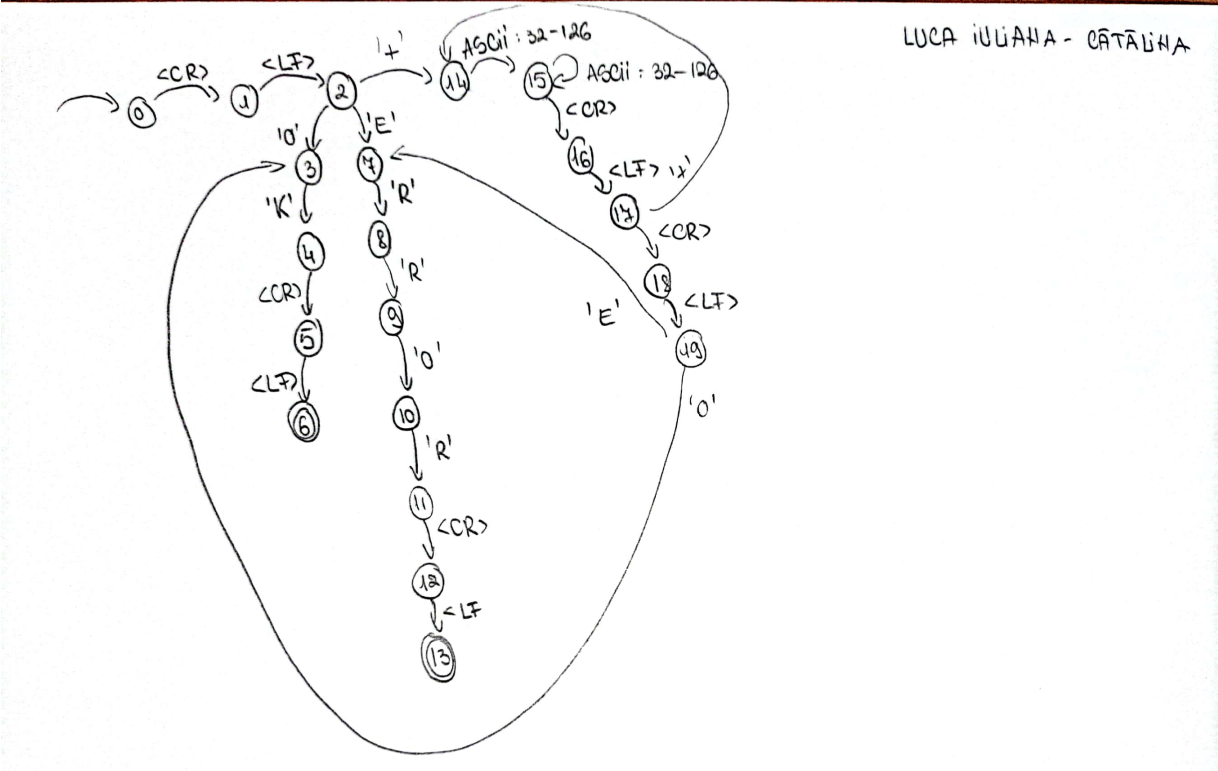 LUCA IULIANA - CĂTĂLINA
<CR>
<LF>
'+'
ASCii : 32-126
ASCii : 32-126
0
1
2
14
15
<CR>
'O'
'E'
16
<LF>
3
7
17
'K'
'R'
<CR>
4
8
18
<CR>
'R'
<LF>
5
9
'E'
19
<LF>
'O'
'O'
6
10
'R'
11
<CR>
12
<LF
13